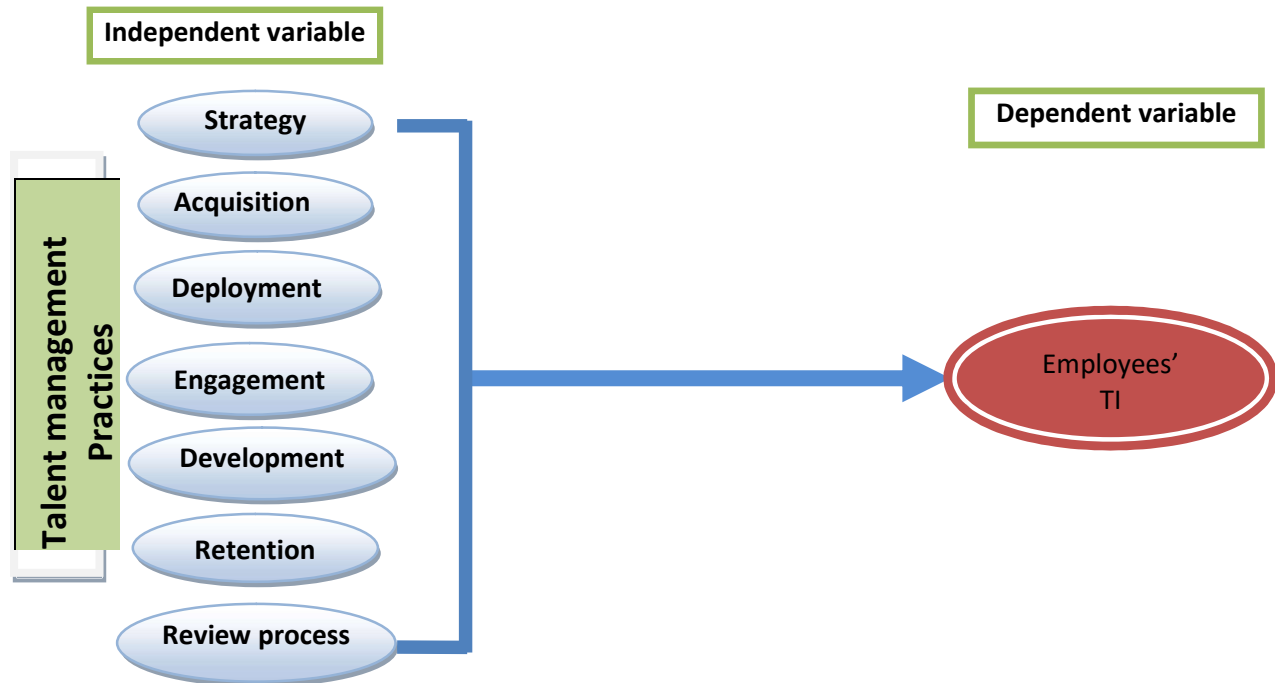 Independent variable
Dependent variable
Strategy
Acquisition
Deployment
Engagement
Development
Retention
Review process
Talent management
Practices
Employees’
TI